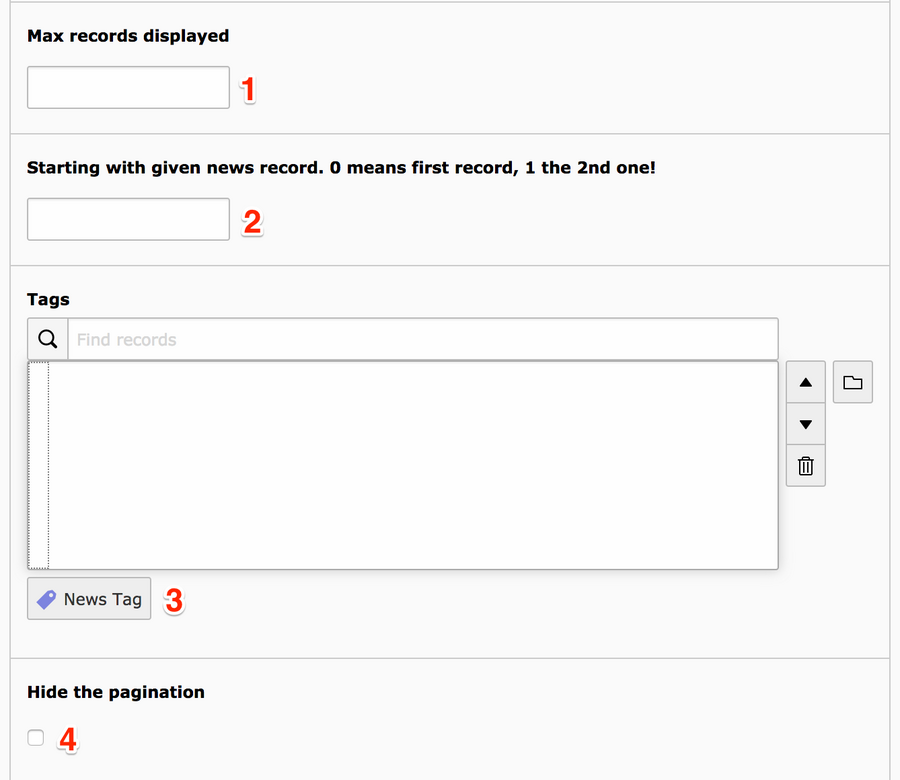 Max records displayed
1
Starting with given news record. 0 means first record, 1 the 2nd one!
2
Tags
Find records
News Tag 3
Hide the pagination
4